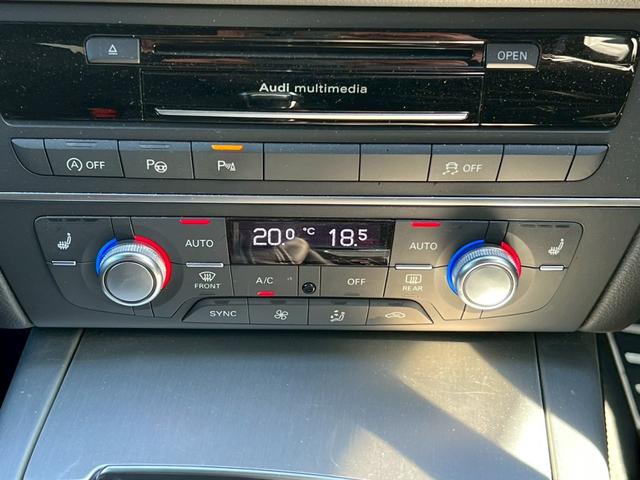 OPEN
Audi multimedia
A OFF
P
P
OFF
AUTO
20.0 °C 18.5
AUTO
FRONT
A/C
OFF
REAR
SYNC